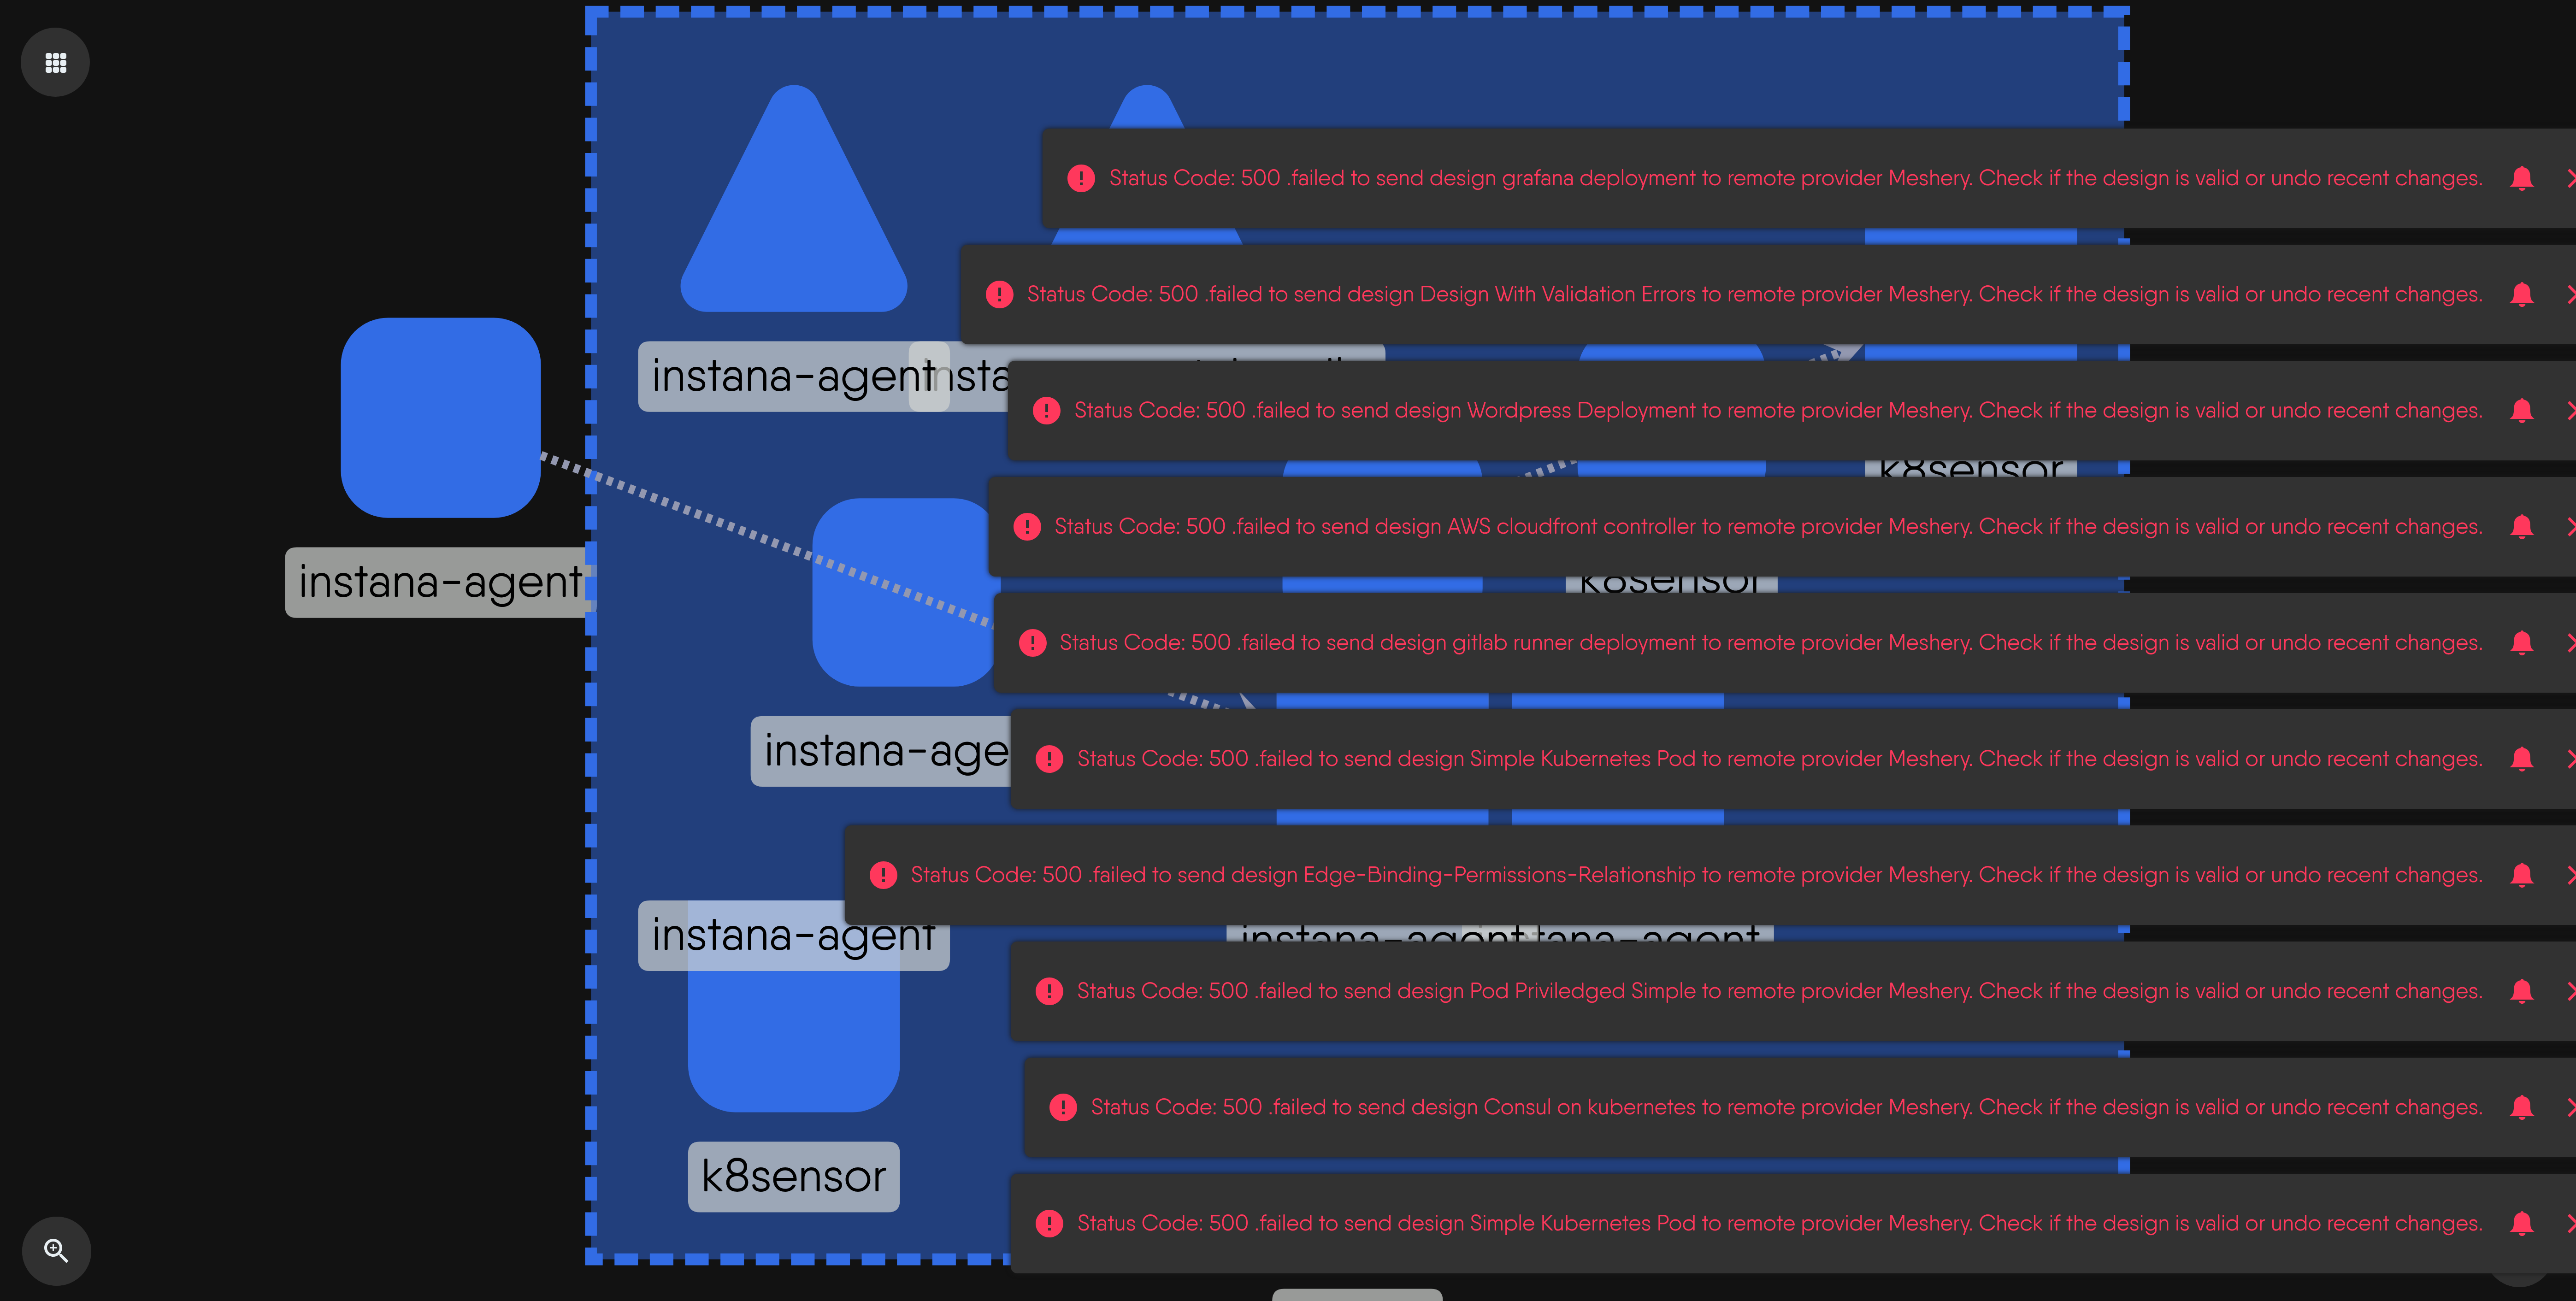 Status Code: 500 .failed to send design grafana deployment to remote provider Meshery. Check if the design is valid or undo recent changes.
Status Code: 500 .failed to send design Design With Validation Errors to remote provider Meshery. Check if the design is valid or undo recent changes.
instana-agent
insta
Status Code: 500 .failed to send design Wordpress Deployment to remote provider Meshery. Check if the design is valid or undo recent changes.
k8sensor
Status Code: 500 .failed to send design AWS cloudfront controller to remote provider Meshery. Check if the design is valid or undo recent changes.
instana-agent
k8sensor
Status Code: 500 .failed to send design gitlab runner deployment to remote provider Meshery. Check if the design is valid or undo recent changes.
instana-age
Status Code: 500 .failed to send design Simple Kubernetes Pod to remote provider Meshery. Check if the design is valid or undo recent changes.
Status Code: 500 .failed to send design Edge-Binding-Permissions-Relationship to remote provider Meshery. Check if the design is valid or undo recent changes.
instana-agent
instana-agent
tana-agent
Status Code: 500 .failed to send design Pod Priviledged Simple to remote provider Meshery. Check if the design is valid or undo recent changes.
Status Code: 500 .failed to send design Consul on kubernetes to remote provider Meshery. Check if the design is valid or undo recent changes.
k8sensor
Status Code: 500 .failed to send design Simple Kubernetes Pod to remote provider Meshery. Check if the design is valid or undo recent changes.